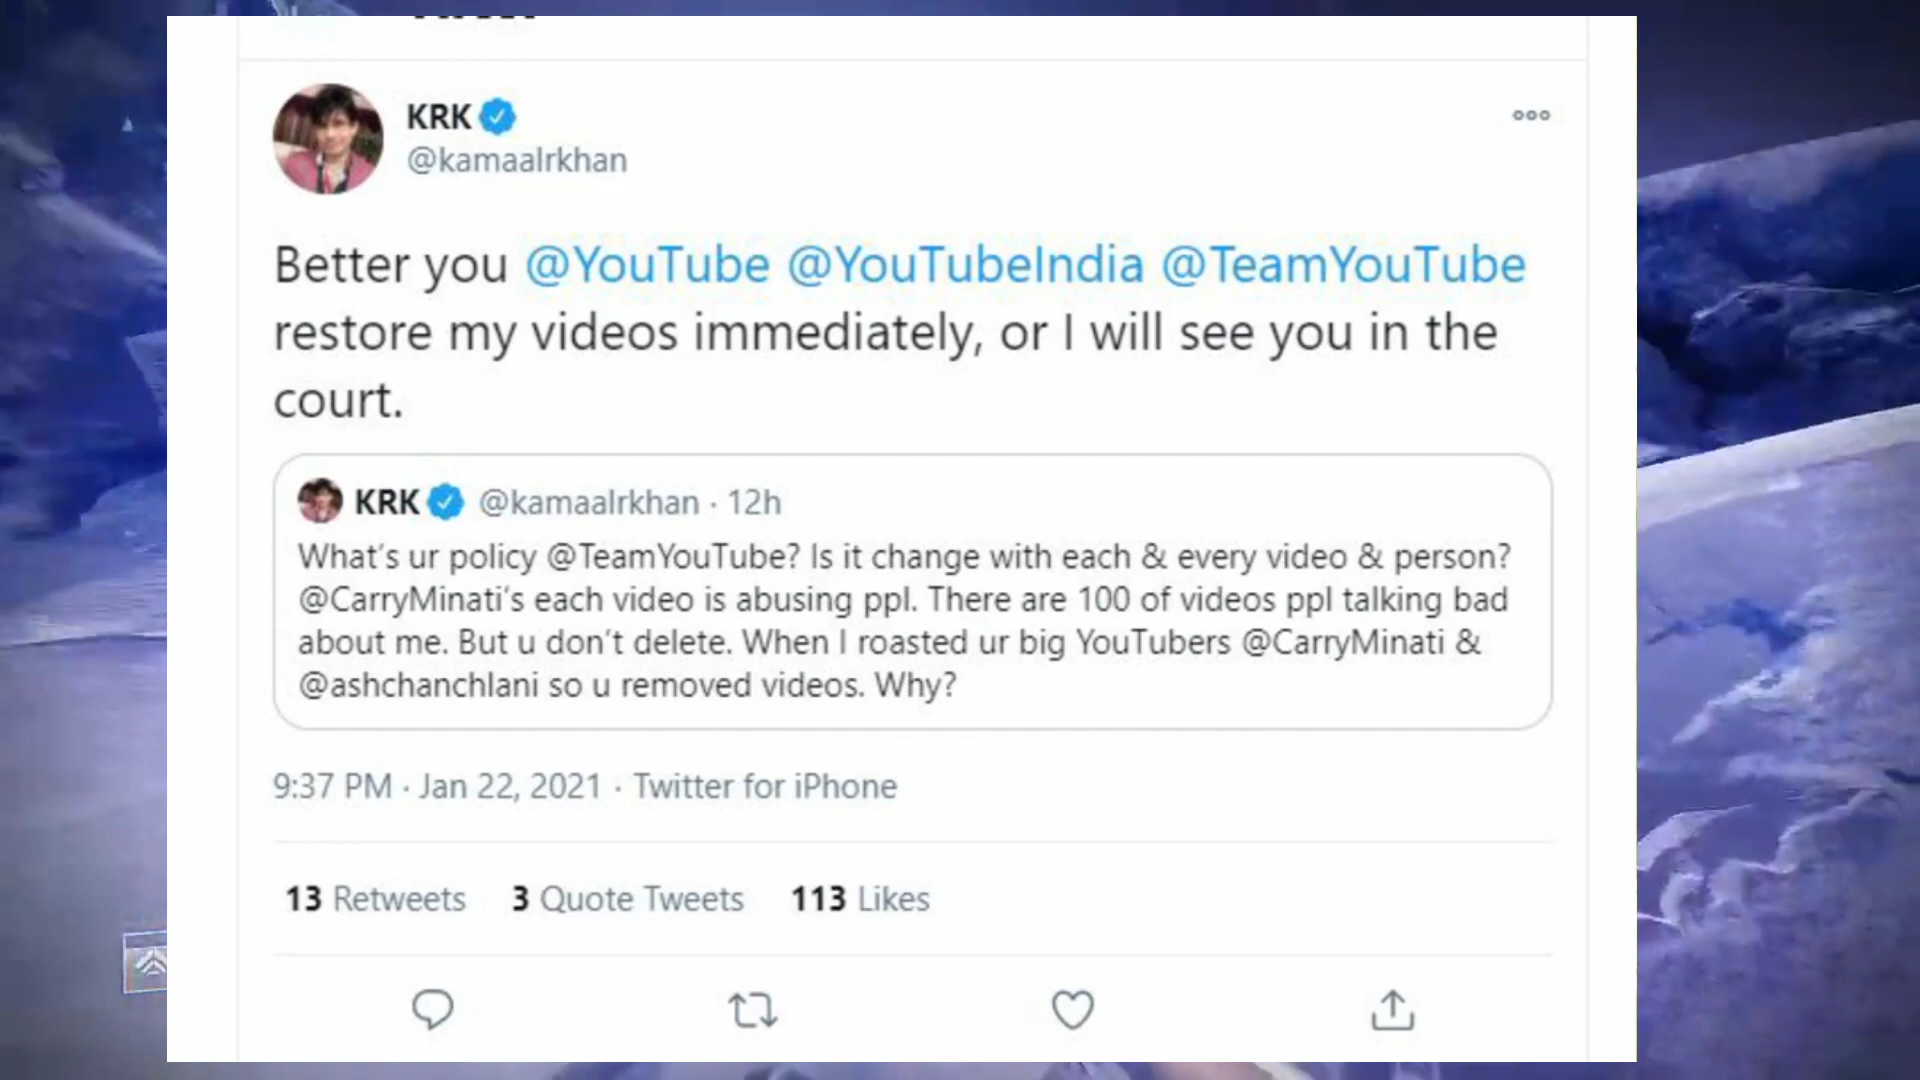 KRK
@kamaalrkhan
Better you @YouTube @YouTubeIndia @TeamYouTube
restore my videos immediately, or I will see you in the
court.
KRK @kamaalrkhan · 12h
What's ur policy @TeamYouTube? Is it change with each & every video & person?
@CarryMinati's each video is abusing ppl. There are 100 of videos ppl talking bad
about me. But u don't delete. When I roasted ur big YouTubers @CarryMinati &
@ashchanchlani so u removed videos. Why?
9:37 PM · Jan 22, 2021 · Twitter for iPhone
13 Retweets 3 Quote Tweets 113 Likes